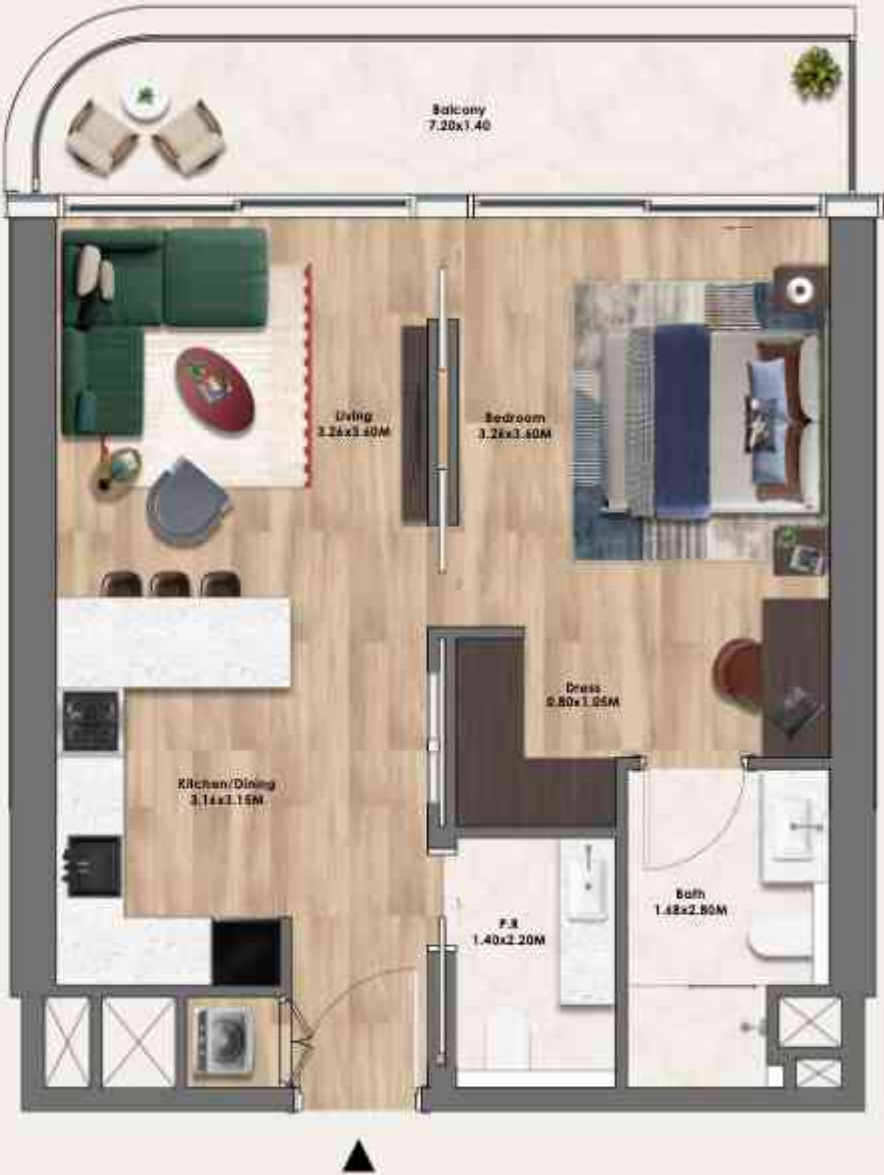 Balcony
7.20x1.40
Living
3.26x3.60M
Bedroom
3.26x3.60M
Dress
0.80x1.05M
Kitchen/Dining
3.16x3.15M
Bath
1.68x2.80M
P.R
1.40x2.20M